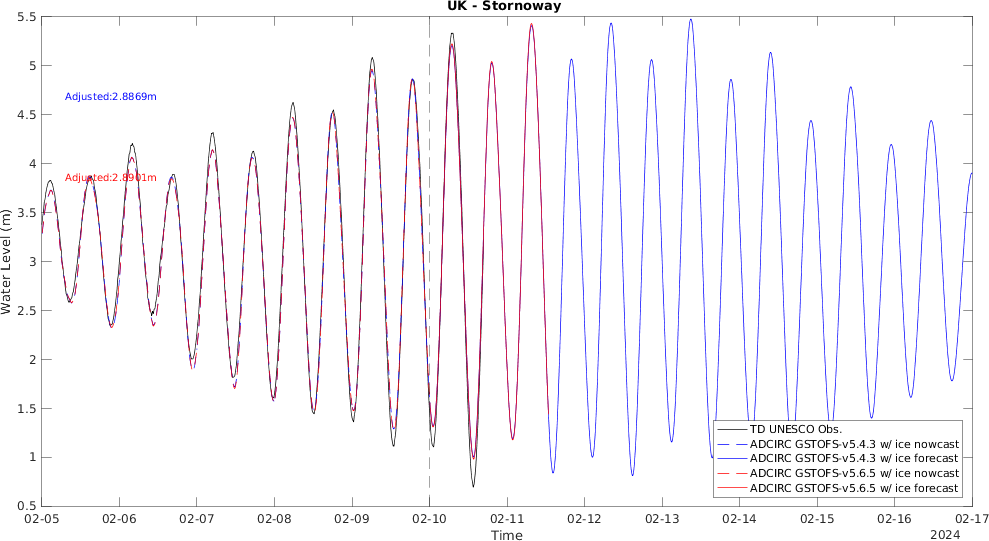 UK - Stornoway
5.5
5
4.5
4
3.5
3
2.5
2
1.5
1
0.5
Water Level (m)
Adjusted:2.8869m
Adjusted:2.8901m
TD UNESCO Obs.
ADCIRC GSTOFS-v5.4.3 w/ ice nowcast
ADCIRC GSTOFS-v5.4.3 w/ ice forecast
ADCIRC GSTOFS-v5.6.5 w/ ice nowcast
ADCIRC GSTOFS-v5.6.5 w/ ice forecast
02-05 02-06 02-07 02-08 02-09 02-10 02-11 02-12 02-13 02-14 02-15 02-16 02-17
Time
2024